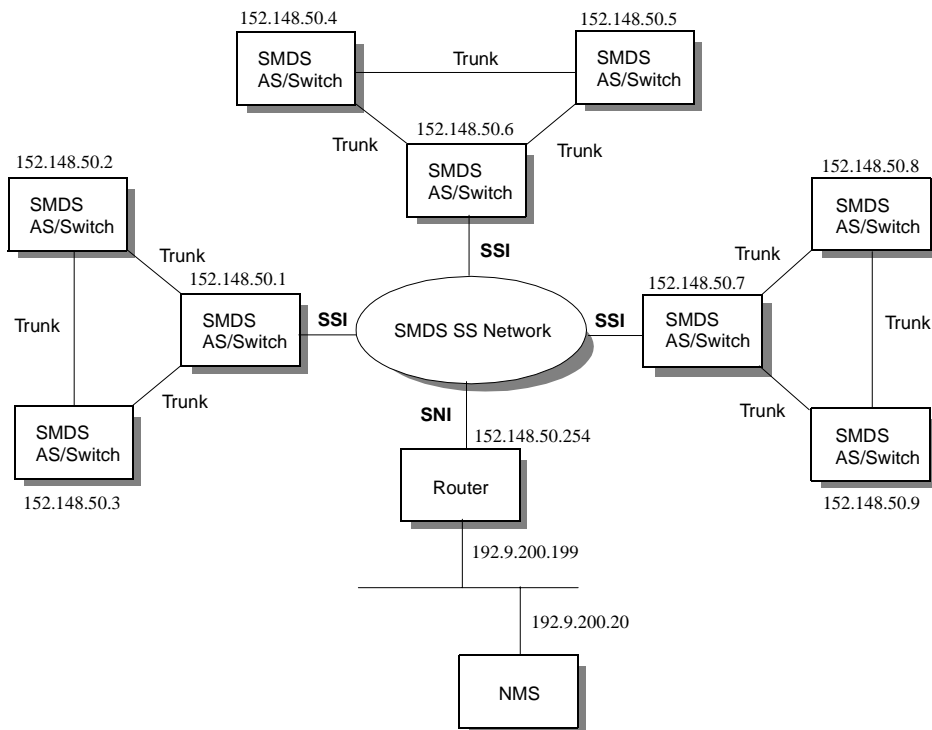 152.148.50.4
152.148.50.5
SMDS
AS/Switch
Trunk
SMDS
AS/Switch
152.148.50.6
Trunk
Trunk
SMDS
AS/Switch
152.148.50.2
152.148.50.8
SMDS
AS/Switch
SMDS
AS/Switch
SSI
Trunk
Trunk
152.148.50.1
152.148.50.7
Trunk
SMDS
AS/Switch
SSI
SMDS SS Network
SSI
SMDS
AS/Switch
Trunk
Trunk
Trunk
SNI
152.148.50.254
SMDS
AS/Switch
SMDS
AS/Switch
Router
152.148.50.3
152.148.50.9
192.9.200.199
192.9.200.20
NMS